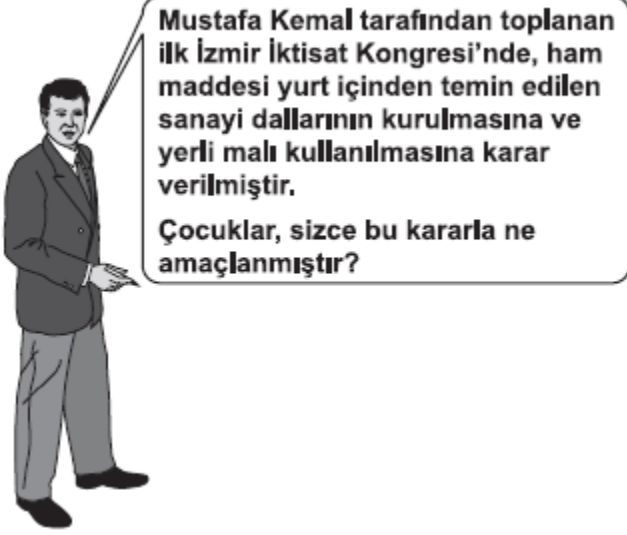 Mustafa Kemal tarafından toplanan
ilk İzmir İktisat Kongresi'nde, ham
maddesi yurt içinden temin edilen
sanayi dallarının kurulmasına ve
yerli malı kullanılmasına karar
verilmiştir.
Çocuklar, sizce bu kararla ne
amaçlanmıştır?